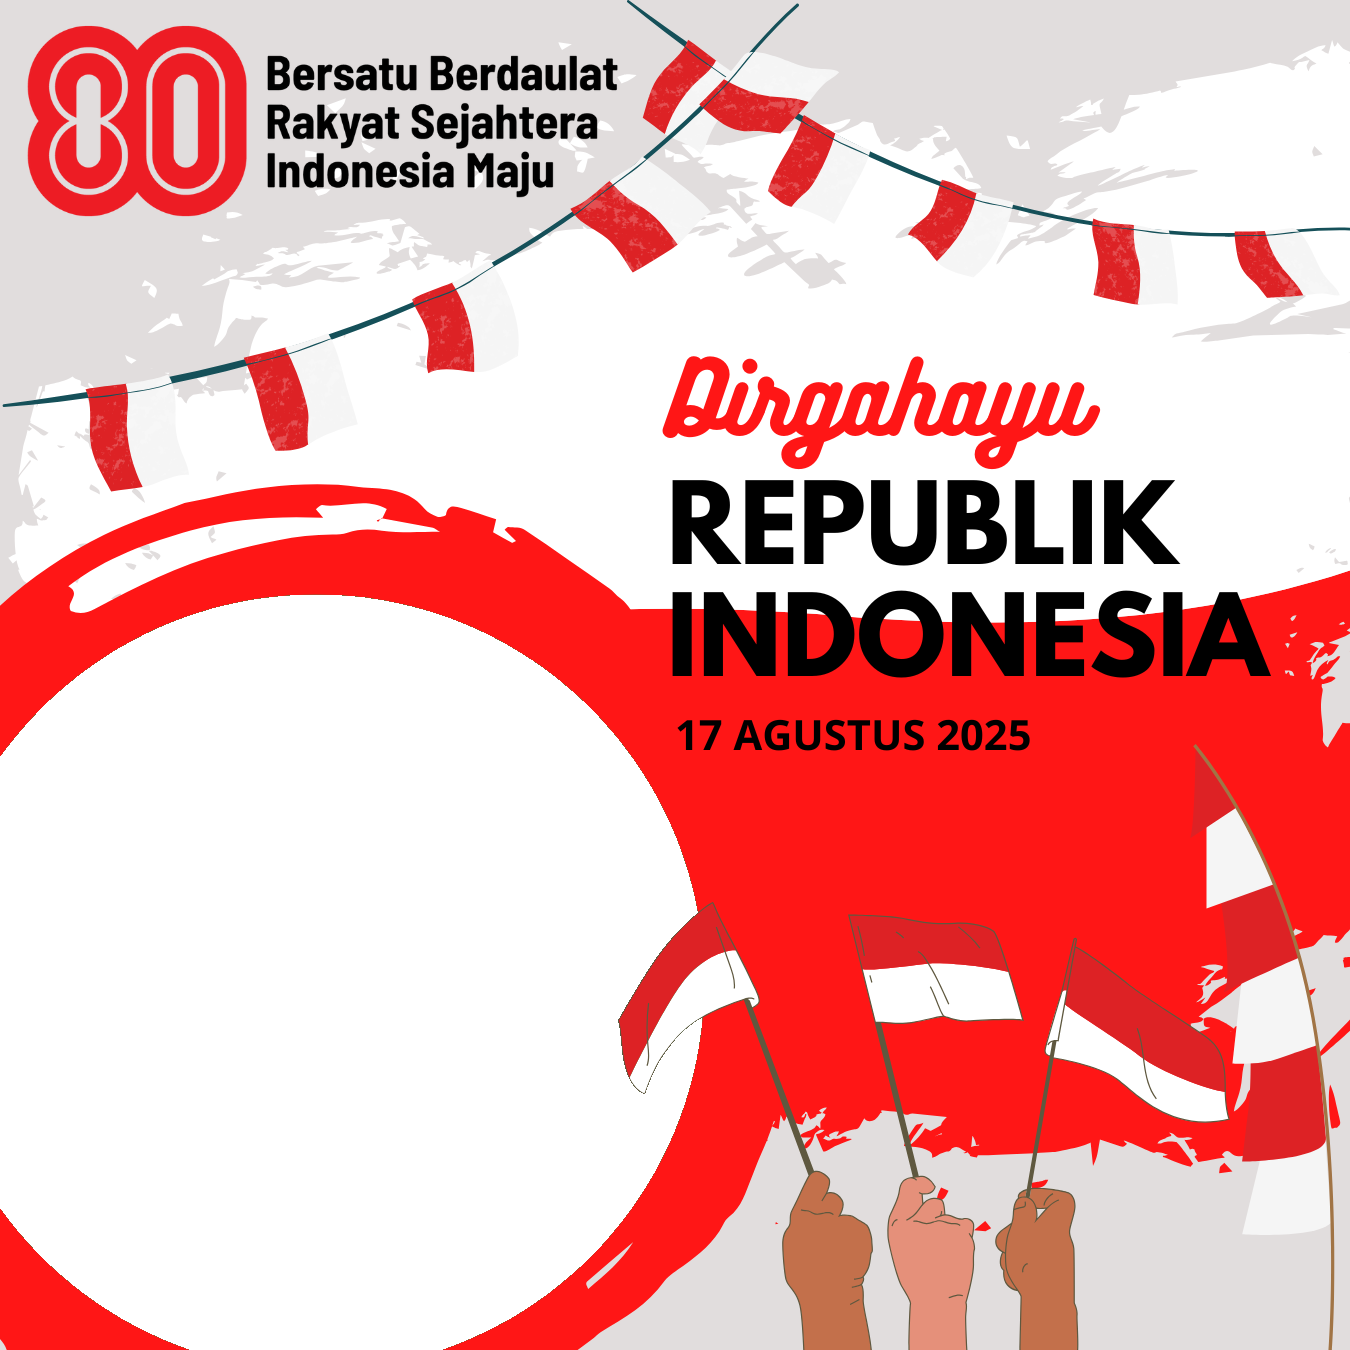 80
Bersatu Berdaulat
Rakyat Sejahtera
Indonesia Maju
Dirgahayu
REPUBLIK
INDONESIA
17 AGUSTUS 2025